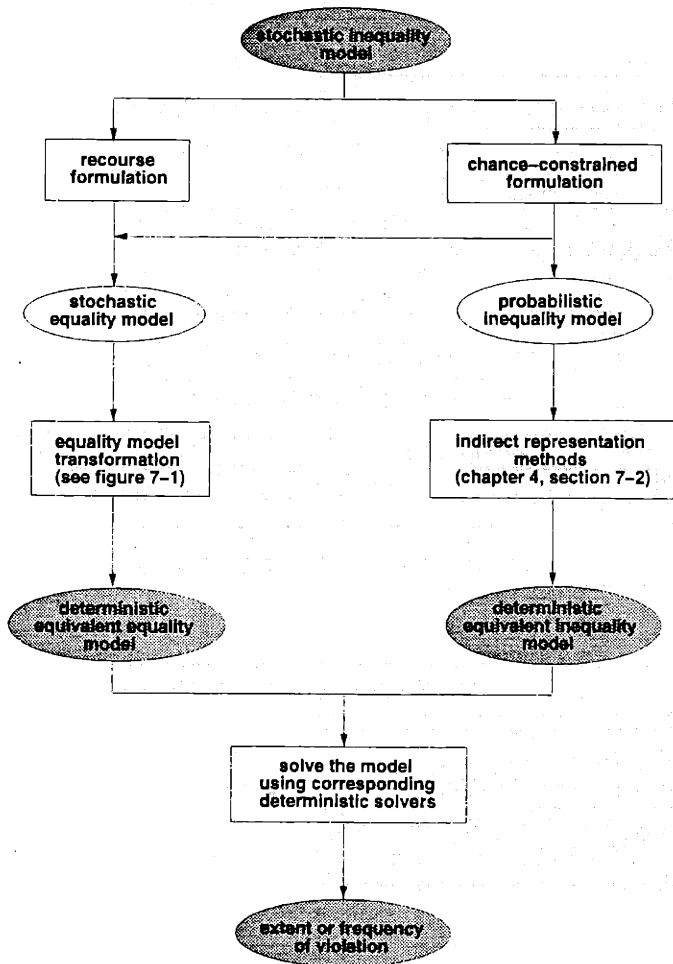 stochastic inequality
model
recourse
formulation
chance–constrained
formulation
stochastic
equality model
probabilistic
inequality model
equality model
transformation
(see figure 7–1)
indirect representation
methods
(chapter 4, section 7–2)
deterministic
equivalent equality
model
deterministic
equivalent inequality
model
solve the model
using corresponding
deterministic solvers
extent or frequency
of violation